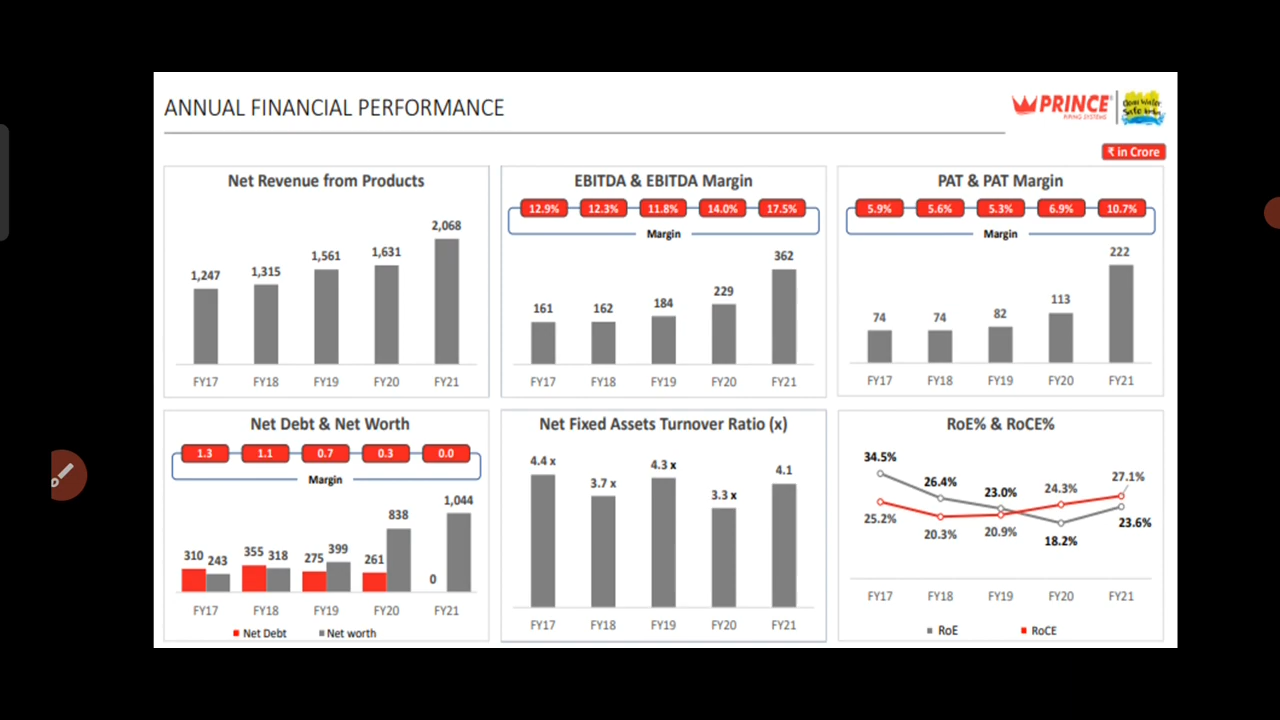 ANNUAL FINANCIAL PERFORMANCE
PRINCE
PIPING SYSTEMS
Clean Water
Safe Water
₹ in Crore
Net Revenue from Products
1,247 1,315 1,561 1,631 2,068
FY17 FY18 FY19 FY20 FY21
EBITDA & EBITDA Margin
12.9% 12.3% 11.8% 14.0% 17.5%
Margin
161 162 184 229 362
FY17 FY18 FY19 FY20 FY21
PAT & PAT Margin
5.9% 5.6% 5.3% 6.9% 10.7%
Margin
74 74 82 113 222
FY17 FY18 FY19 FY20 FY21
Net Debt & Net Worth
1.3 1.1 0.7 0.3 0.0
Margin
310 243 355 318 275 399 261 838 0 1,044
FY17 FY18 FY19 FY20 FY21
Net Debt Net worth
Net Fixed Assets Turnover Ratio (x)
4.4 x 3.7 x 4.3 x 3.3 x 4.1
FY17 FY18 FY19 FY20 FY21
RoE% & RoCE%
34.5% 26.4% 23.0% 24.3% 27.1%
25.2% 20.3% 20.9% 18.2% 23.6%
FY17 FY18 FY19 FY20 FY21
RoE RoCE